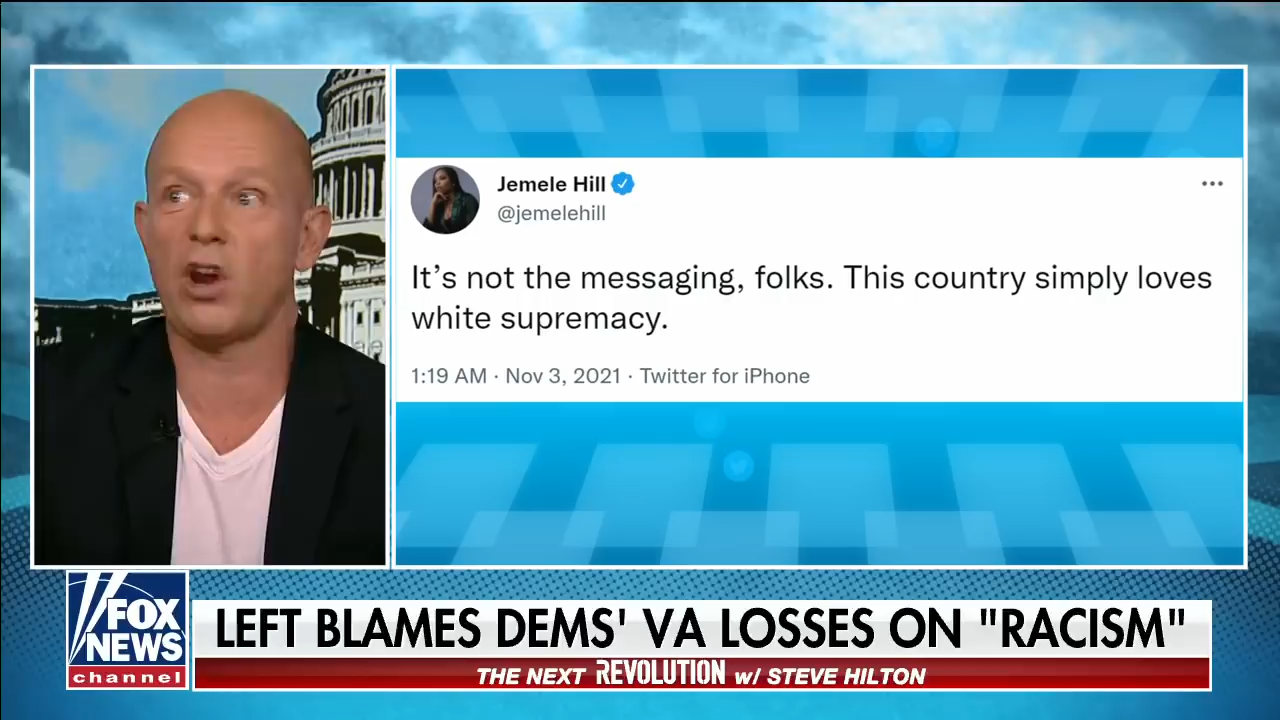 Jemele Hill
@jemelehill
It’s not the messaging, folks. This country simply loves
white supremacy.
1:19 AM · Nov 3, 2021 · Twitter for iPhone
FOX
NEWS
channel
LEFT BLAMES DEMS' VA LOSSES ON "RACISM"
THE NEXT REVOLUTION w/ STEVE HILTON